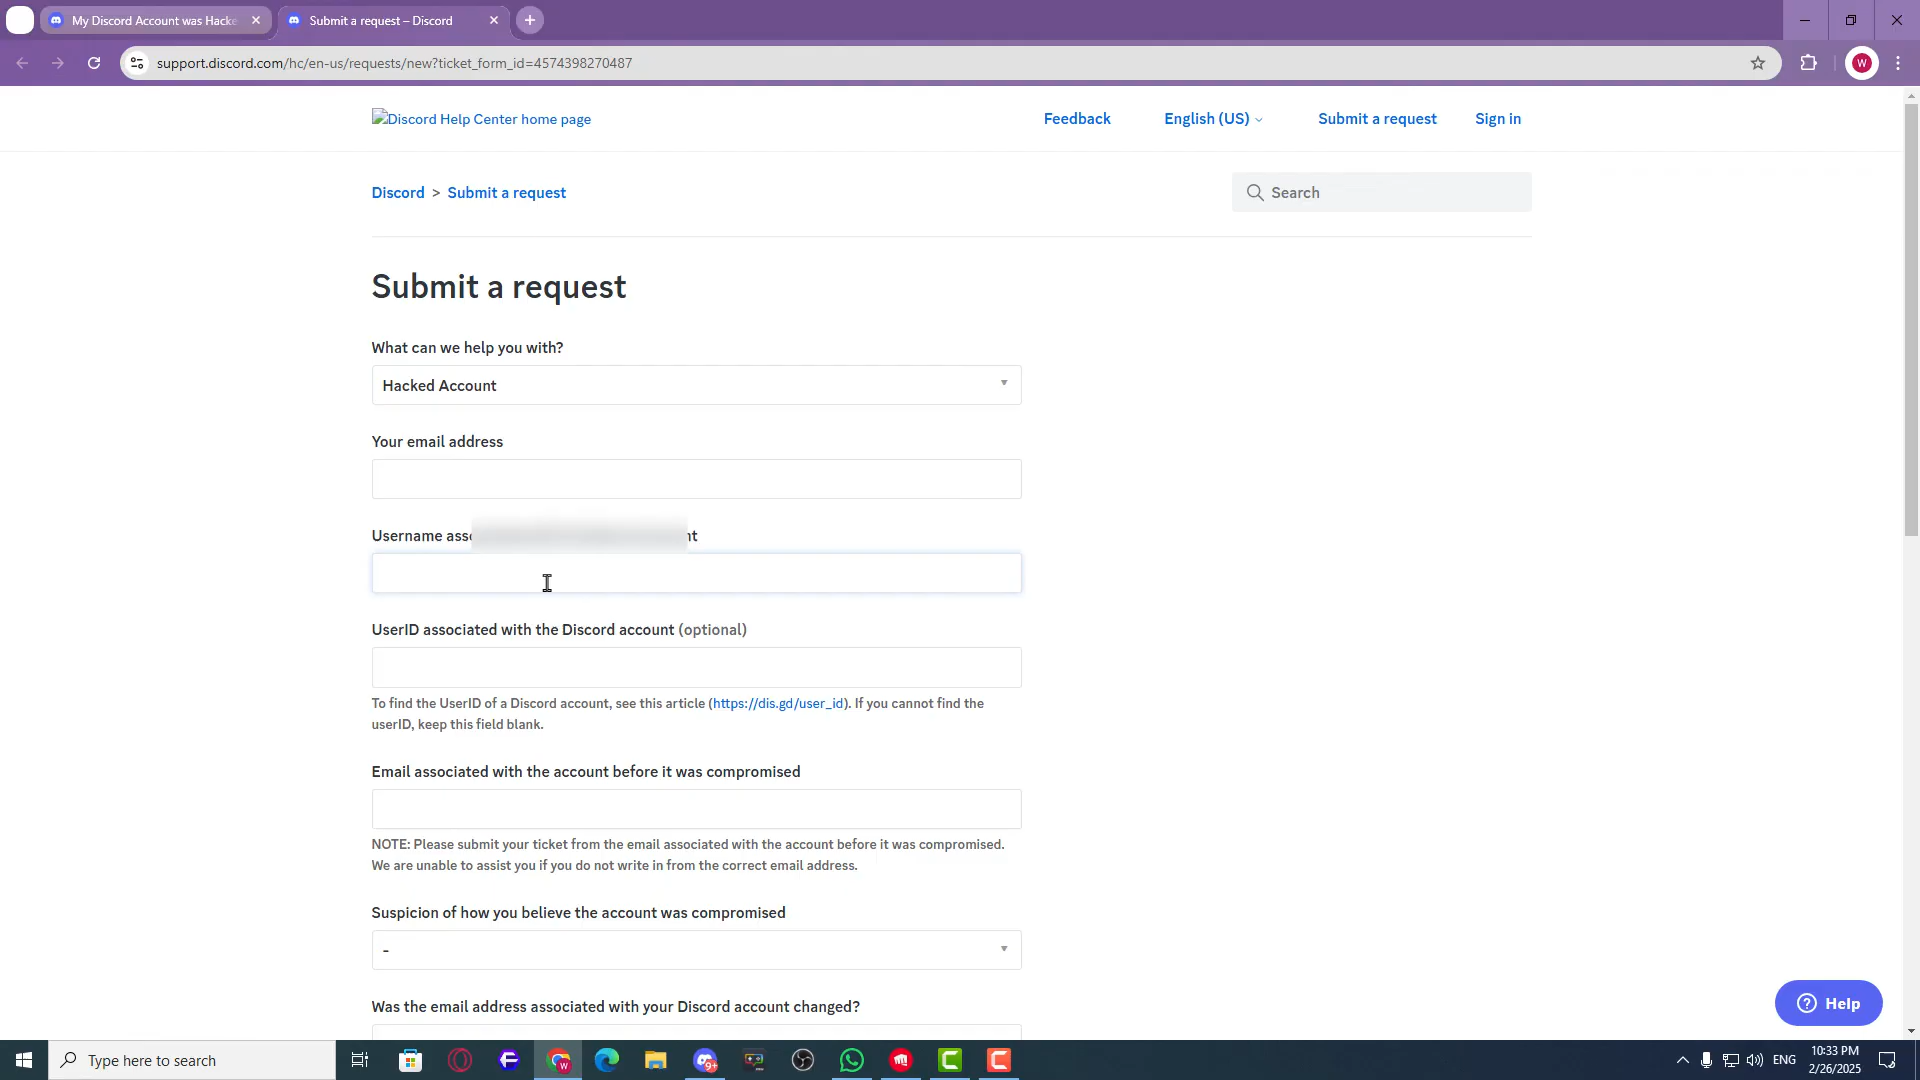 My Discord Account was Hacke
Submit a request – Discord
support.discord.com/hc/en-us/requests/new?ticket_form_id=4574398270487
W
Discord Help Center home page
Feedback
English (US)
Submit a request
Sign in
Discord > Submit a request
Search
Submit a request
What can we help you with?
Hacked Account
Your email address
Username
UserID associated with the Discord account (optional)
To find the UserID of a Discord account, see this article (https://dis.gd/user_id). If you cannot find the
userID, keep this field blank.
Email associated with the account before it was compromised
NOTE: Please submit your ticket from the email associated with the account before it was compromised.
We are unable to assist you if you do not write in from the correct email address.
Suspicion of how you believe the account was compromised
-
Was the email address associated with your Discord account changed?
Help
Type here to search
W
9+
ENG
10:33 PM
2/26/2025